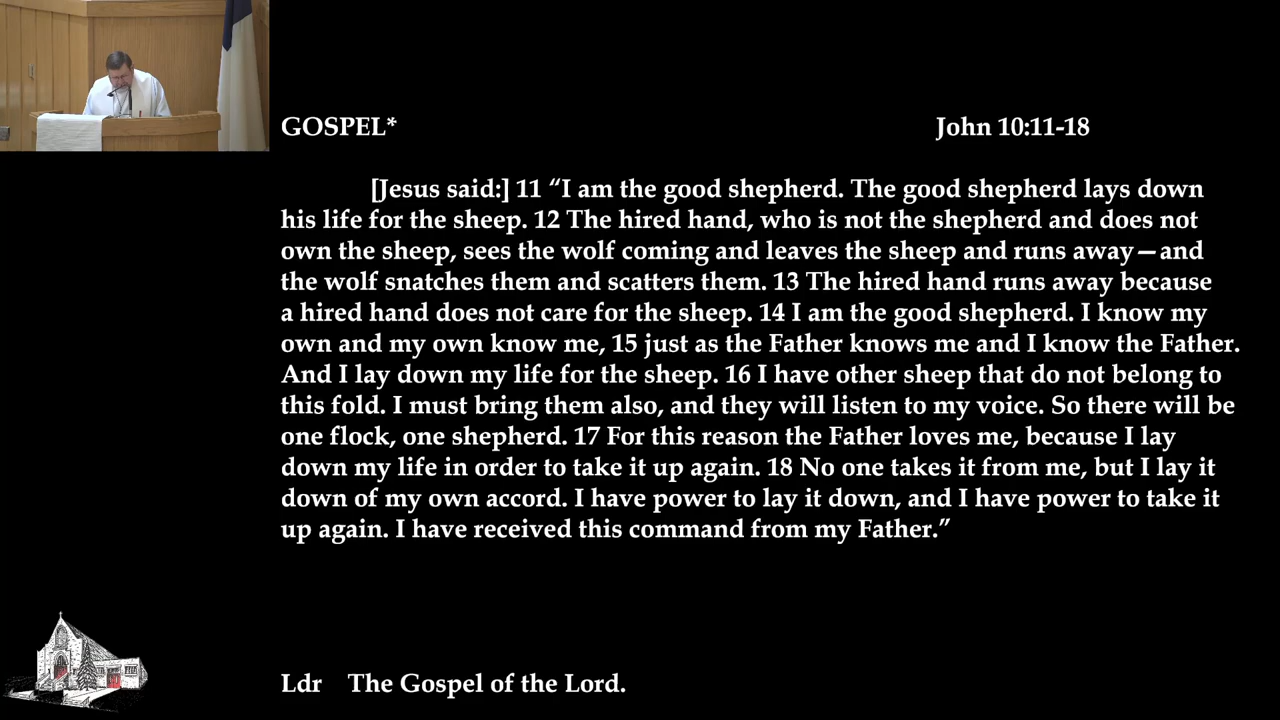 GOSPEL* John 10:11-18
[Jesus said:] 11 “I am the good shepherd. The good shepherd lays down
his life for the sheep. 12 The hired hand, who is not the shepherd and does not
own the sheep, sees the wolf coming and leaves the sheep and runs away—and
the wolf snatches them and scatters them. 13 The hired hand runs away because
a hired hand does not care for the sheep. 14 I am the good shepherd. I know my
own and my own know me, 15 just as the Father knows me and I know the Father.
And I lay down my life for the sheep. 16 I have other sheep that do not belong to
this fold. I must bring them also, and they will listen to my voice. So there will be
one flock, one shepherd. 17 For this reason the Father loves me, because I lay
down my life in order to take it up again. 18 No one takes it from me, but I lay it
down of my own accord. I have power to lay it down, and I have power to take it
up again. I have received this command from my Father.”
Ldr The Gospel of the Lord.